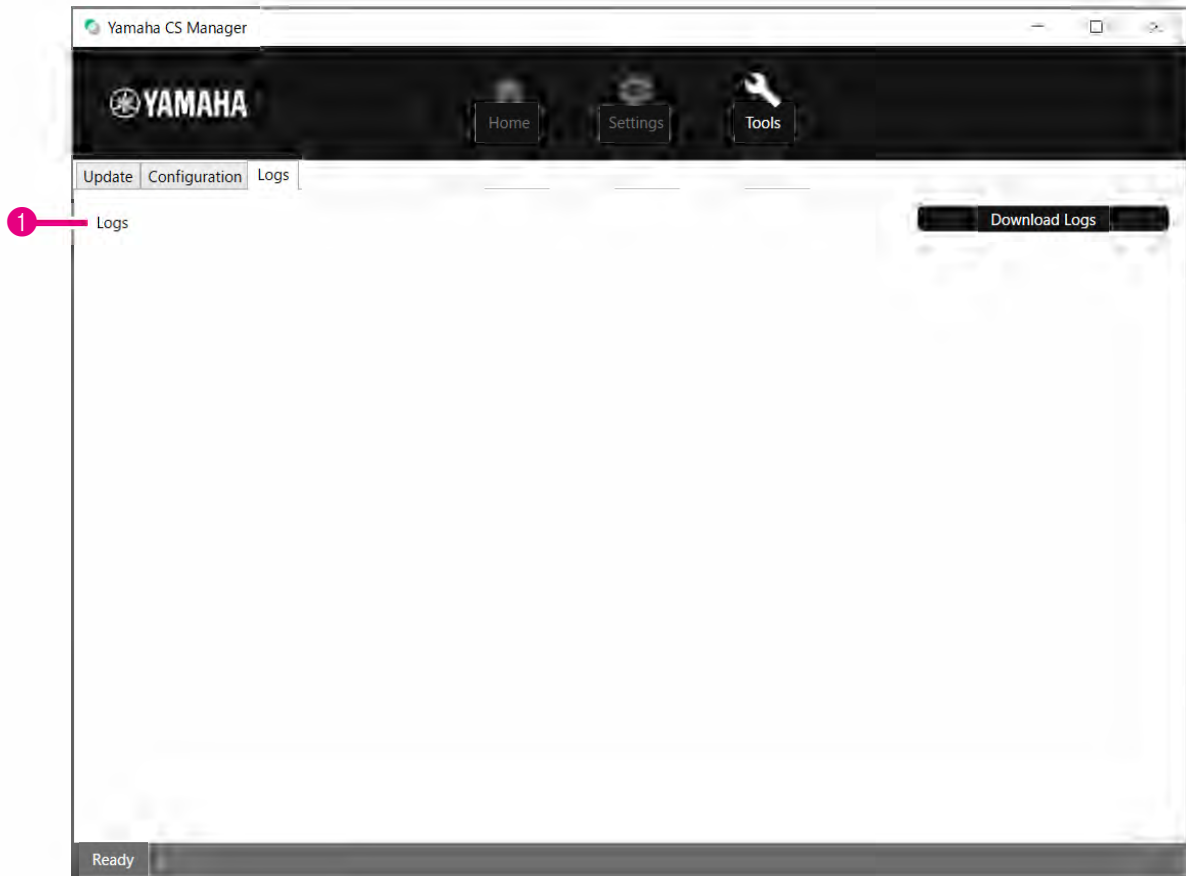 Yamaha CS Manager
YAMAHA
Home
Settings
Tools
Update
Configuration
Logs
1
Logs
Download Logs
Ready